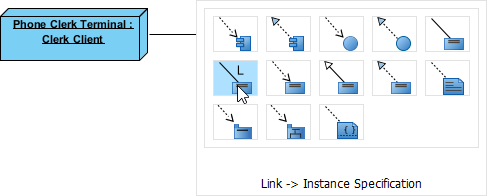 Phone Clerk Terminal :
Clerk Client
L
{ }
Link -> Instance Specification